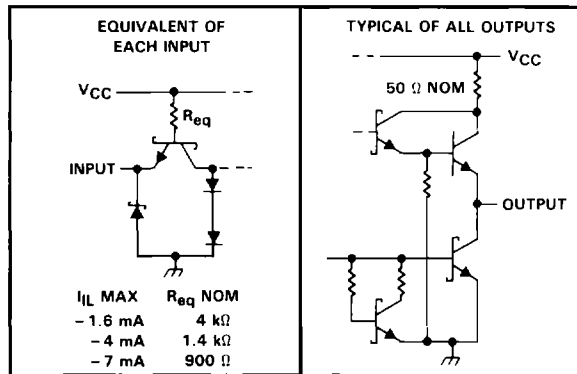 EQUIVALENT OF
EACH INPUT
VCC
Req
INPUT
IIL MAX Req NOM
−1.6 mA 4 kΩ
−4 mA 1.4 kΩ
−7 mA 900 Ω
TYPICAL OF ALL OUTPUTS
VCC
50 Ω NOM
OUTPUT